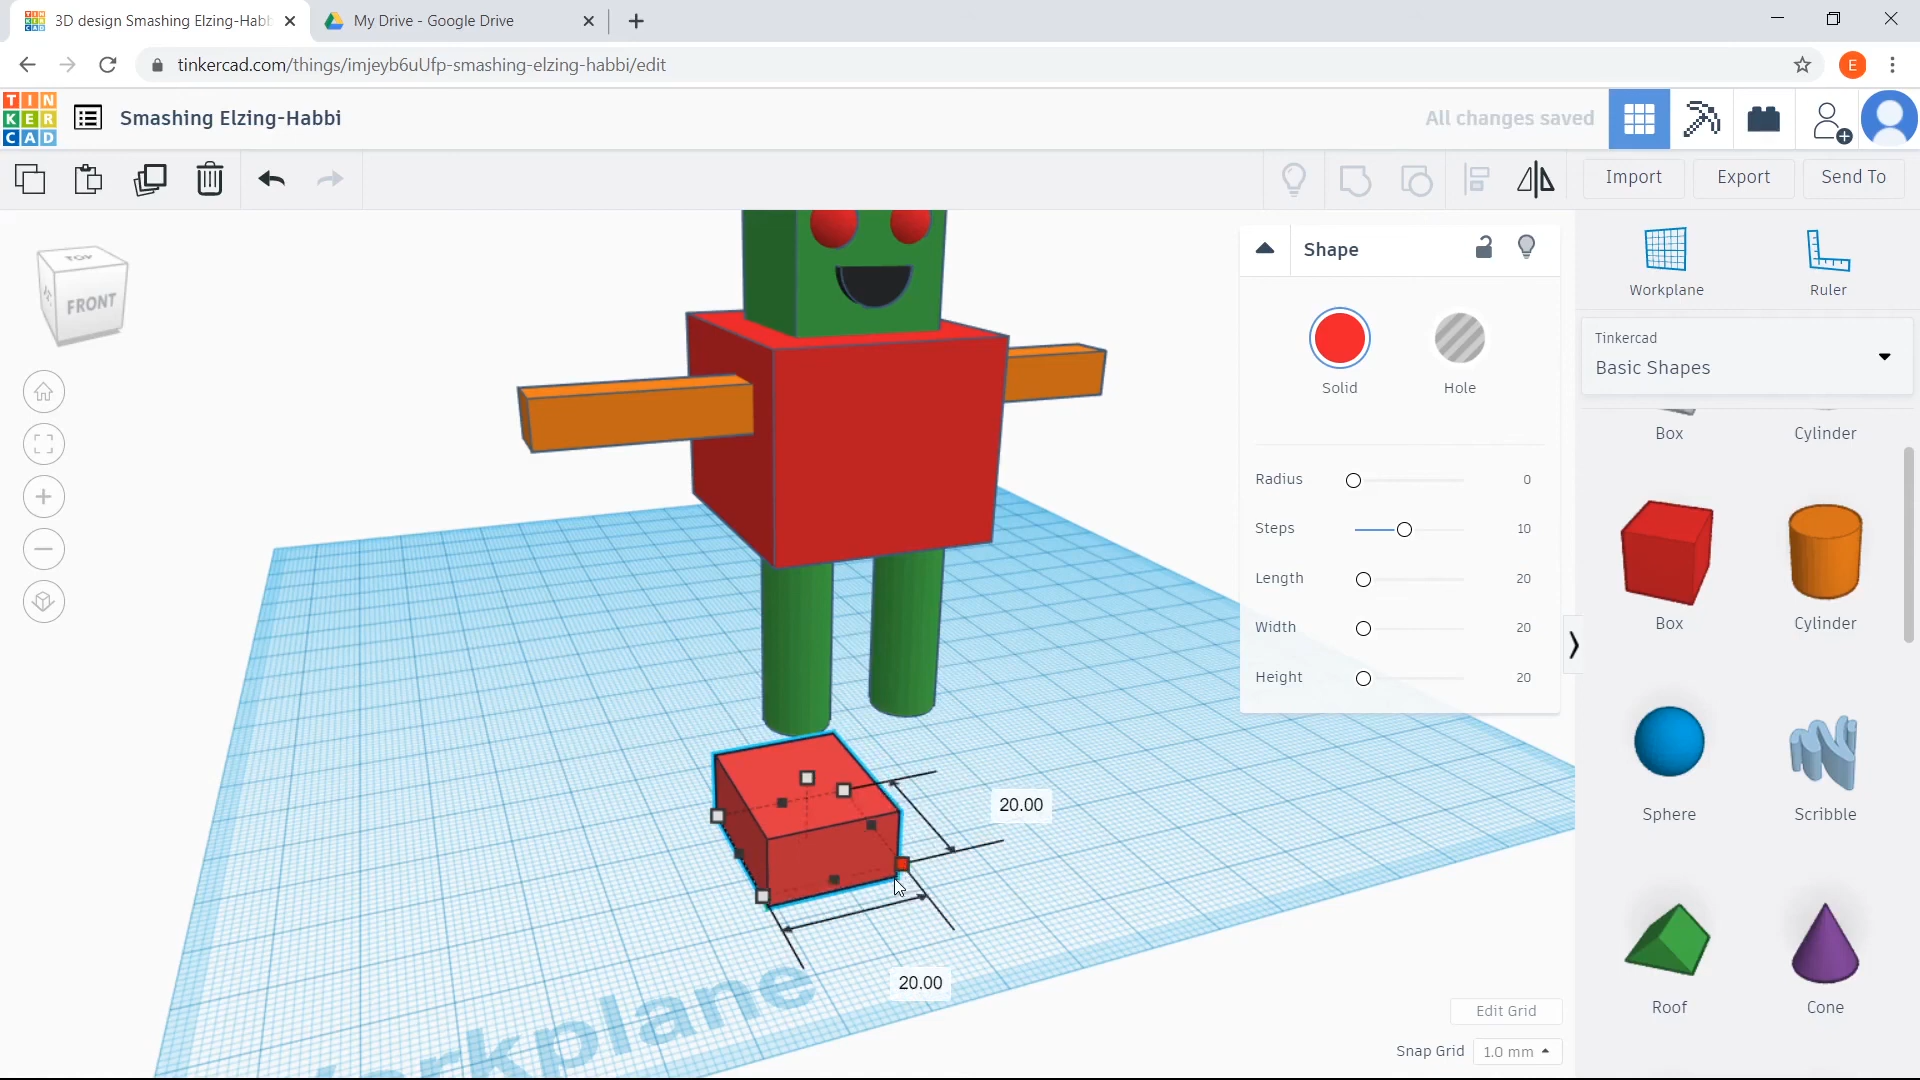 3D design Smashing Elzing-Habb
My Drive - Google Drive
tinkercad.com/things/imjeyb6uUfp-smashing-elzing-habbi/edit
E
TIN
KER
CAD
Smashing Elzing-Habbi
All changes saved
Import
Export
Send To
TOP
FRONT
Shape
Solid
Hole
Radius 0
Steps 10
Length 20
Width 20
Height 20
Workplane
Ruler
Tinkercad
Basic Shapes
Box
Cylinder
Box
Cylinder
Sphere
Scribble
Roof
Cone
20.00
20.00
Workplane
Edit Grid
Snap Grid 1.0 mm